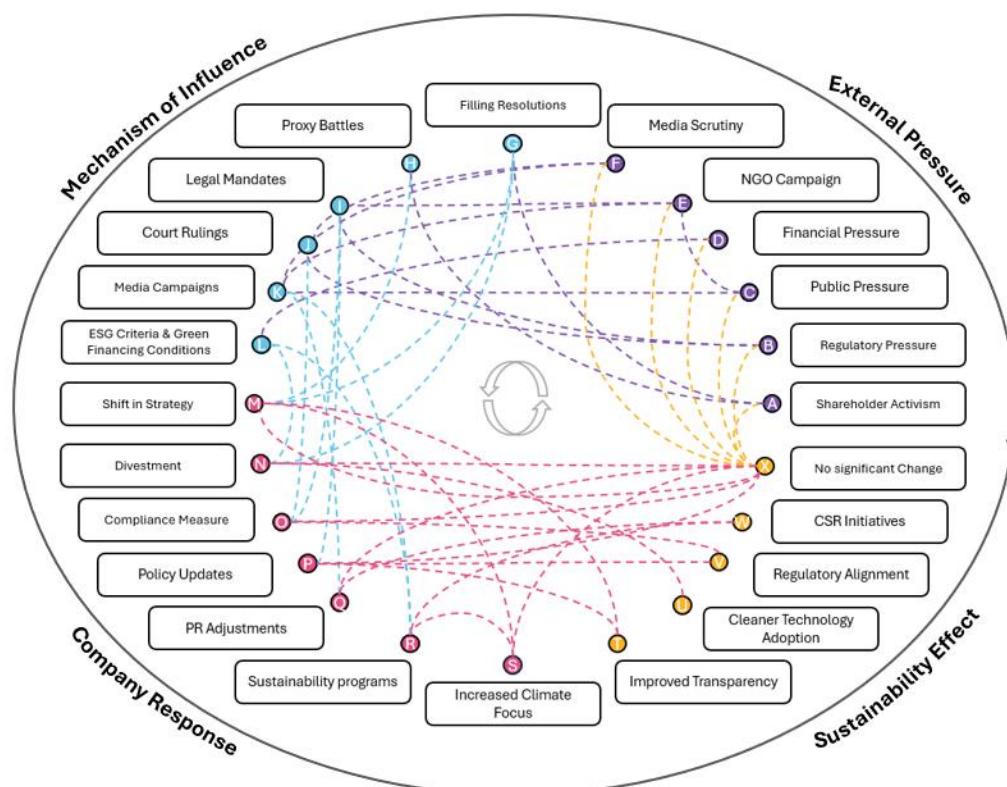 Mechanism of Influence
External Pressure
Filling Resolutions
Proxy Battles
Media Scrutiny
G
H
F
Legal Mandates
NGO Campaign
I
E
Court Rulings
Financial Pressure
J
D
Media Campaigns
Public Pressure
K
C
ESG Criteria & Green
Financing Conditions
L
B
Regulatory Pressure
Shift in Strategy
M
A
Shareholder Activism
Divestment
N
X
No significant Change
Compliance Measure
O
W
CSR Initiatives
Policy Updates
P
V
Regulatory Alignment
PR Adjustments
Q
U
Cleaner Technology
Adoption
R
T
Sustainability programs
S
Improved Transparency
Increased Climate
Focus
Company Response
Sustainability Effect